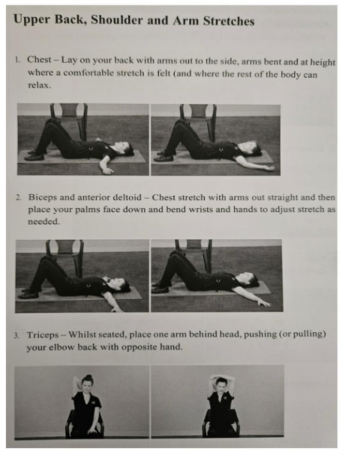 Upper Back, Shoulder and Arm Stretches
1. Chest – Lay on your back with arms out to the side, arms bent and at height
where a comfortable stretch is felt (and where the rest of the body can
relax.
2. Biceps and anterior deltoid – Chest stretch with arms out straight and then
place your palms face down and bend wrists and hands to adjust stretch as
needed.
3. Triceps – Whilst seated, place one arm behind head, pushing (or pulling)
your elbow back with opposite hand.